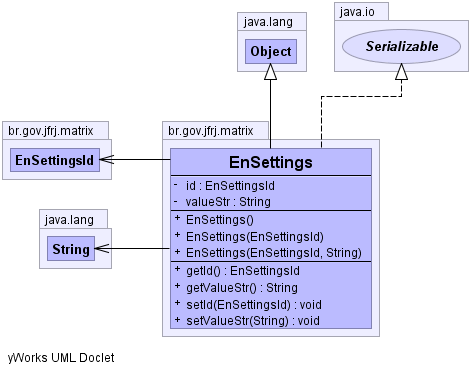 java.lang
Object
java.io
Serializable
br.gov.jfrj.matrix
EnSettingsId
java.lang
String
br.gov.jfrj.matrix
EnSettings
- id : EnSettingsId
- valueStr : String
+ EnSettings()
+ EnSettings(EnSettingsId)
+ EnSettings(EnSettingsId, String)
+ getId() : EnSettingsId
+ getValueStr() : String
+ setId(EnSettingsId) : void
+ setValueStr(String) : void
yWorks UML Doclet